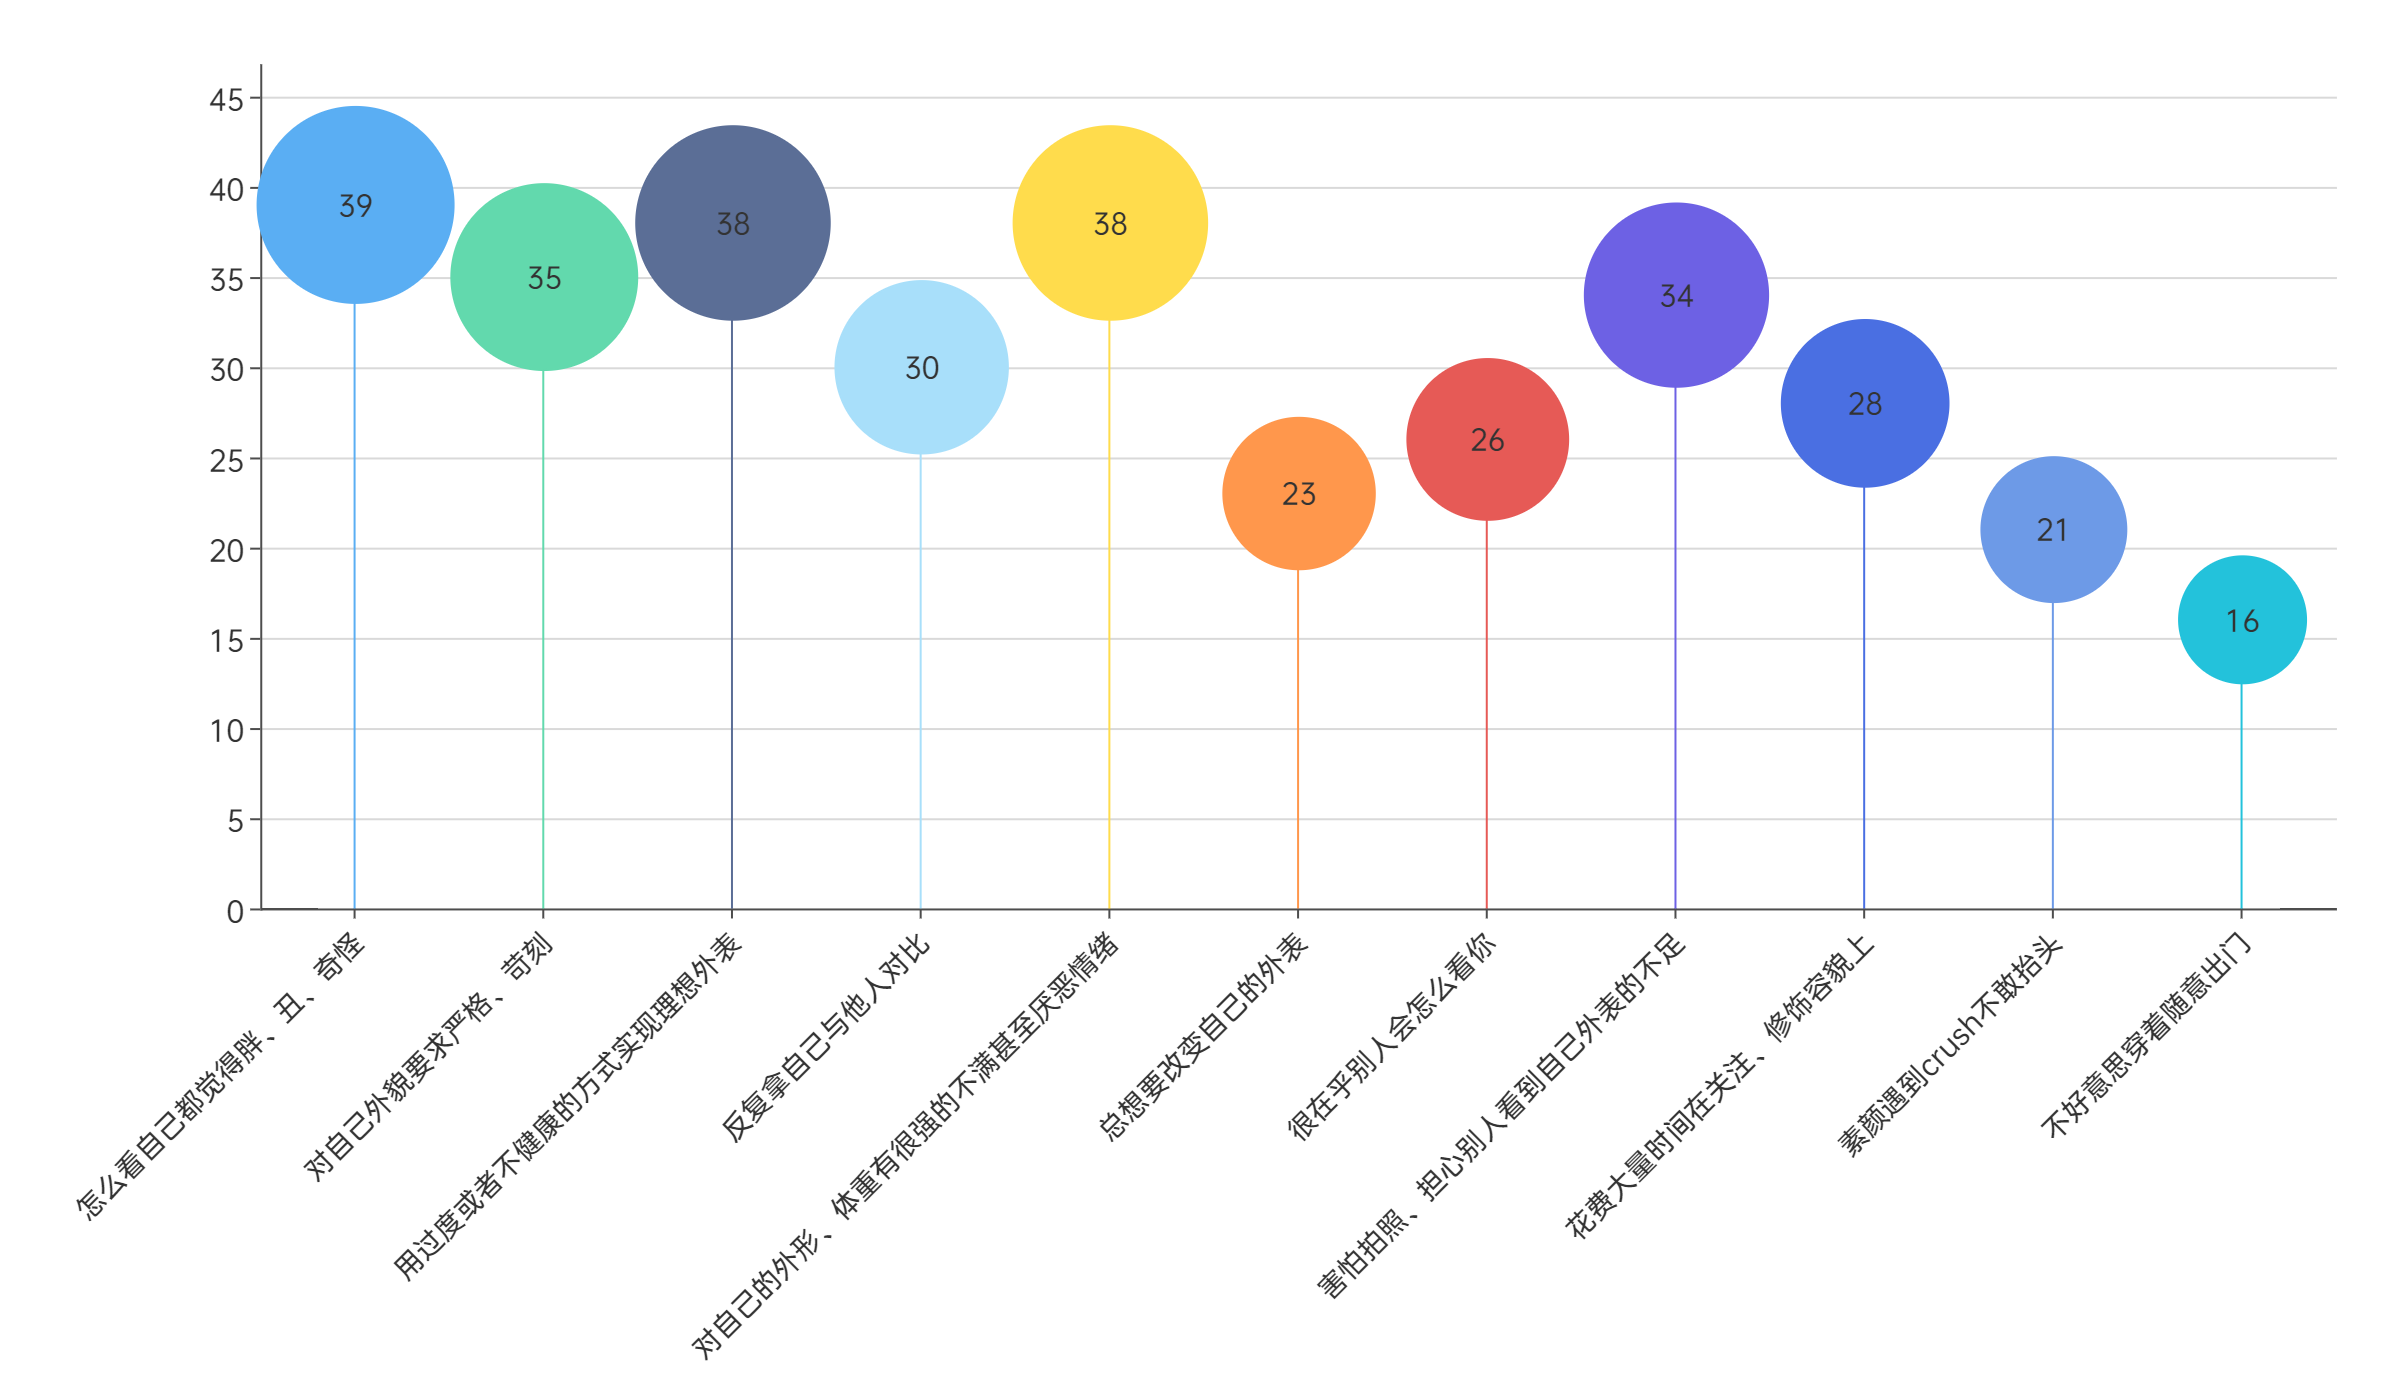 45
40
35
30
25
20
15
10
5
0
39
35
38
30
38
23
26
34
28
21
16
怎么看自己都觉得胖、丑、奇怪
对自己外貌要求严格、苛刻
用过度或者不健康的方式实现理想外表
反复拿自己与他人对比
对自己的外形、体重有很强的不满甚至厌恶情绪
总想要改变自己的外表
很在乎别人会怎么看你
害怕拍照、担心别人看到自己外表的不足
花费大量时间在关注、修饰容貌上
素颜遇到crush不敢抬头
不好意思穿着随意出门